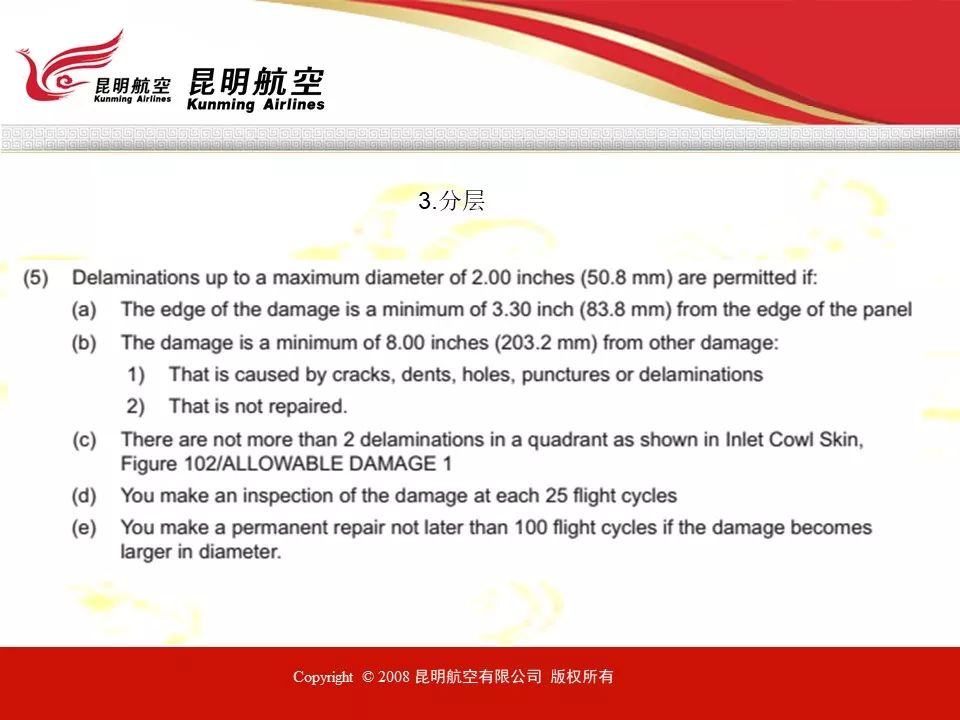 昆明航空
Kunming Airlines
昆明航空
Kunming Airlines
3.分层
(5) Delaminations up to a maximum diameter of 2.00 inches (50.8 mm) are permitted if:
(a) The edge of the damage is a minimum of 3.30 inch (83.8 mm) from the edge of the panel
(b) The damage is a minimum of 8.00 inches (203.2 mm) from other damage:
1) That is caused by cracks, dents, holes, punctures or delaminations
2) That is not repaired.
(c) There are not more than 2 delaminations in a quadrant as shown in Inlet Cowl Skin,
Figure 102/ALLOWABLE DAMAGE 1
(d) You make an inspection of the damage at each 25 flight cycles
(e) You make a permanent repair not later than 100 flight cycles if the damage becomes
larger in diameter.
Copyright © 2008 昆明航空有限公司 版权所有